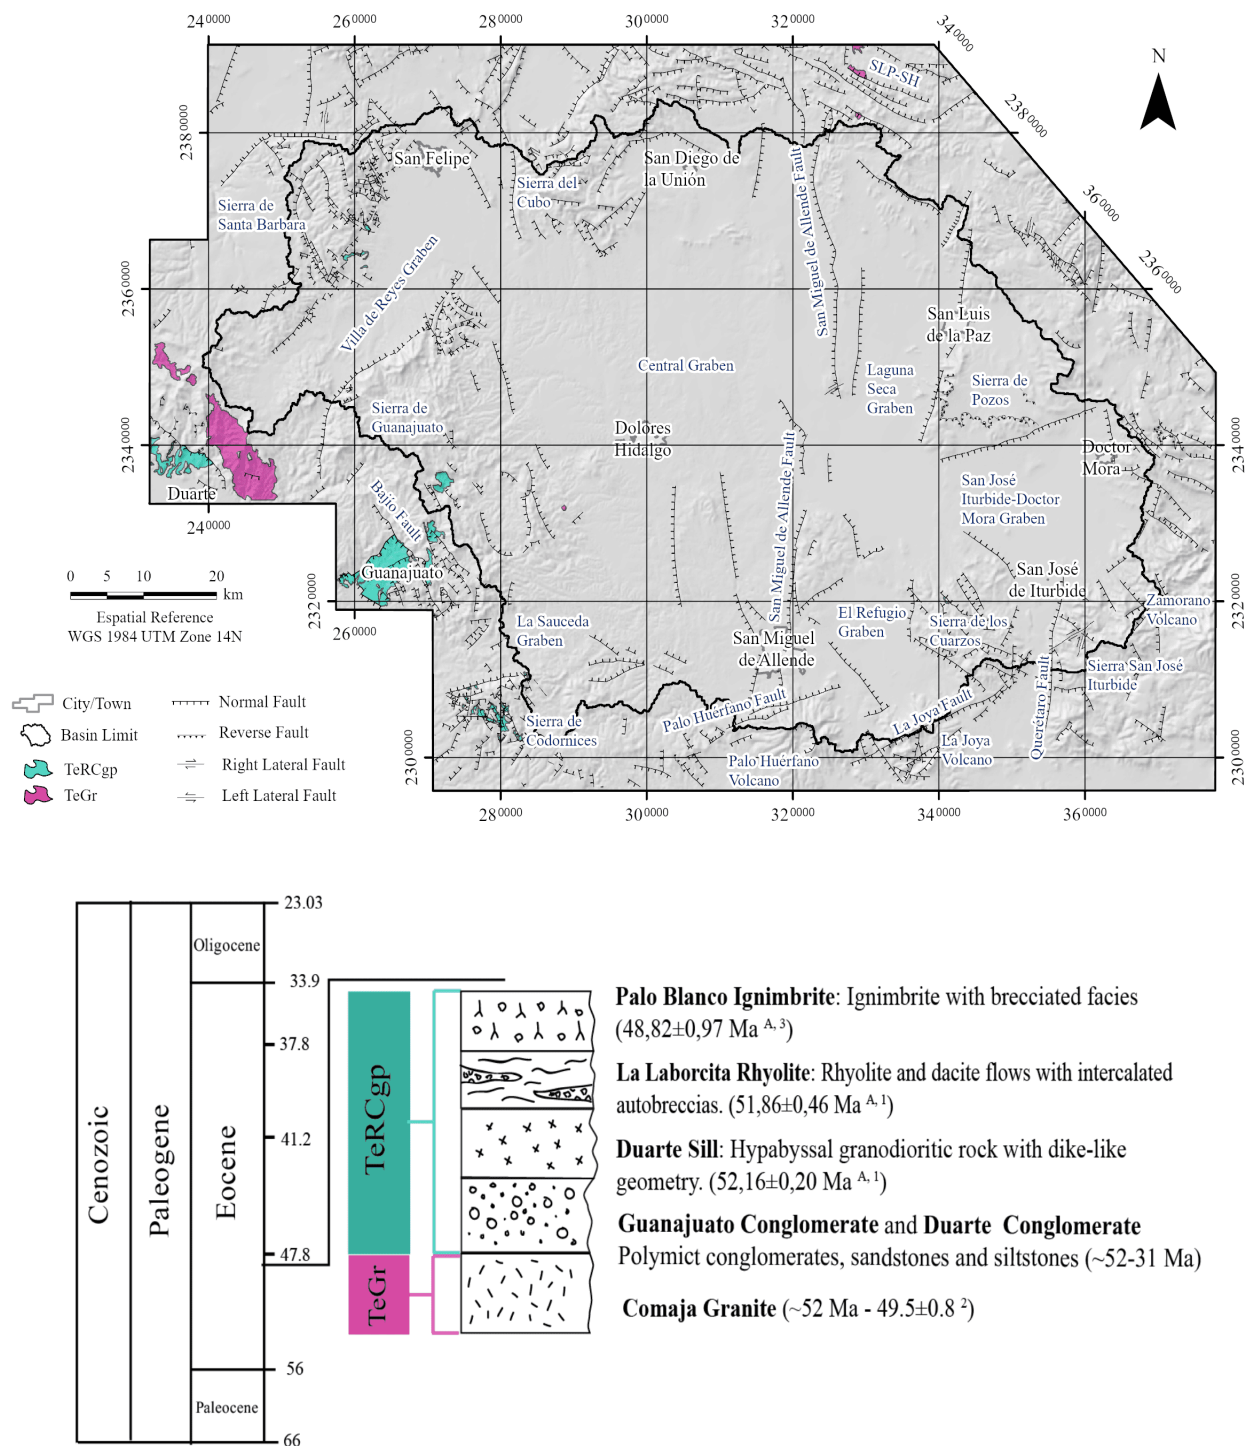 240000
260000
280000
300000
320000
340000
N
SLP-SH
2380000
2380000
San Felipe
San Diego de
la Unión
Sierra del
Cubo
Sierra de
Santa Barbara
San Miguel de Allende Fault
360000
2360000
2360000
Villa de Reyes Graben
San Luis
de la Paz
Central Graben
Laguna
Seca
Graben
Sierra de
Pozos
Sierra de
Guanajuato
Dolores
Hidalgo
2340000
2340000
Doctor
Mora
Duarte
Bajío Fault
San José
Iturbide-Doctor
Mora Graben
San Miguel de Allende Fault
240000
Guanajuato
San José
de Iturbide
0 5 10 20 km
Espatial Reference
WGS 1984 UTM Zone 14N
2320000
2320000
260000
La Sauceda
Graben
El Refugio
Graben
Sierra de los
Cuarzos
Zamorano
Volcano
San Miguel
de Allende
Sierra San José
Iturbide
Querétaro Fault
Palo Huérfano Fault
La Joya Fault
Sierra de
Codornices
La Joya
Volcano
Palo Huérfano
Volcano
2300000
2300000
280000
300000
320000
340000
360000
City/Town
Normal Fault
Basin Limit
Reverse Fault
TeRCgp
Right Lateral Fault
TeGr
Left Lateral Fault
Cenozoic
Paleogene
Oligocene
Eocene
Paleocene
23.03
33.9
37.8
41.2
47.8
56
66
TeRCgp
TeGr
Palo Blanco Ignimbrite: Ignimbrite with brecciated facies
(48,82±0,97 Ma A, 3)
La Laborcita Rhyolite: Rhyolite and dacite flows with intercalated
autobreccias. (51,86±0,46 Ma A, 1)
Duarte Sill: Hypabyssal granodioritic rock with dike-like
geometry. (52,16±0,20 Ma A, 1)
Guanajuato Conglomerate and Duarte Conglomerate
Polymict conglomerates, sandstones and siltstones (~52-31 Ma)
Comaja Granite (~52 Ma - 49.5±0.8 2)